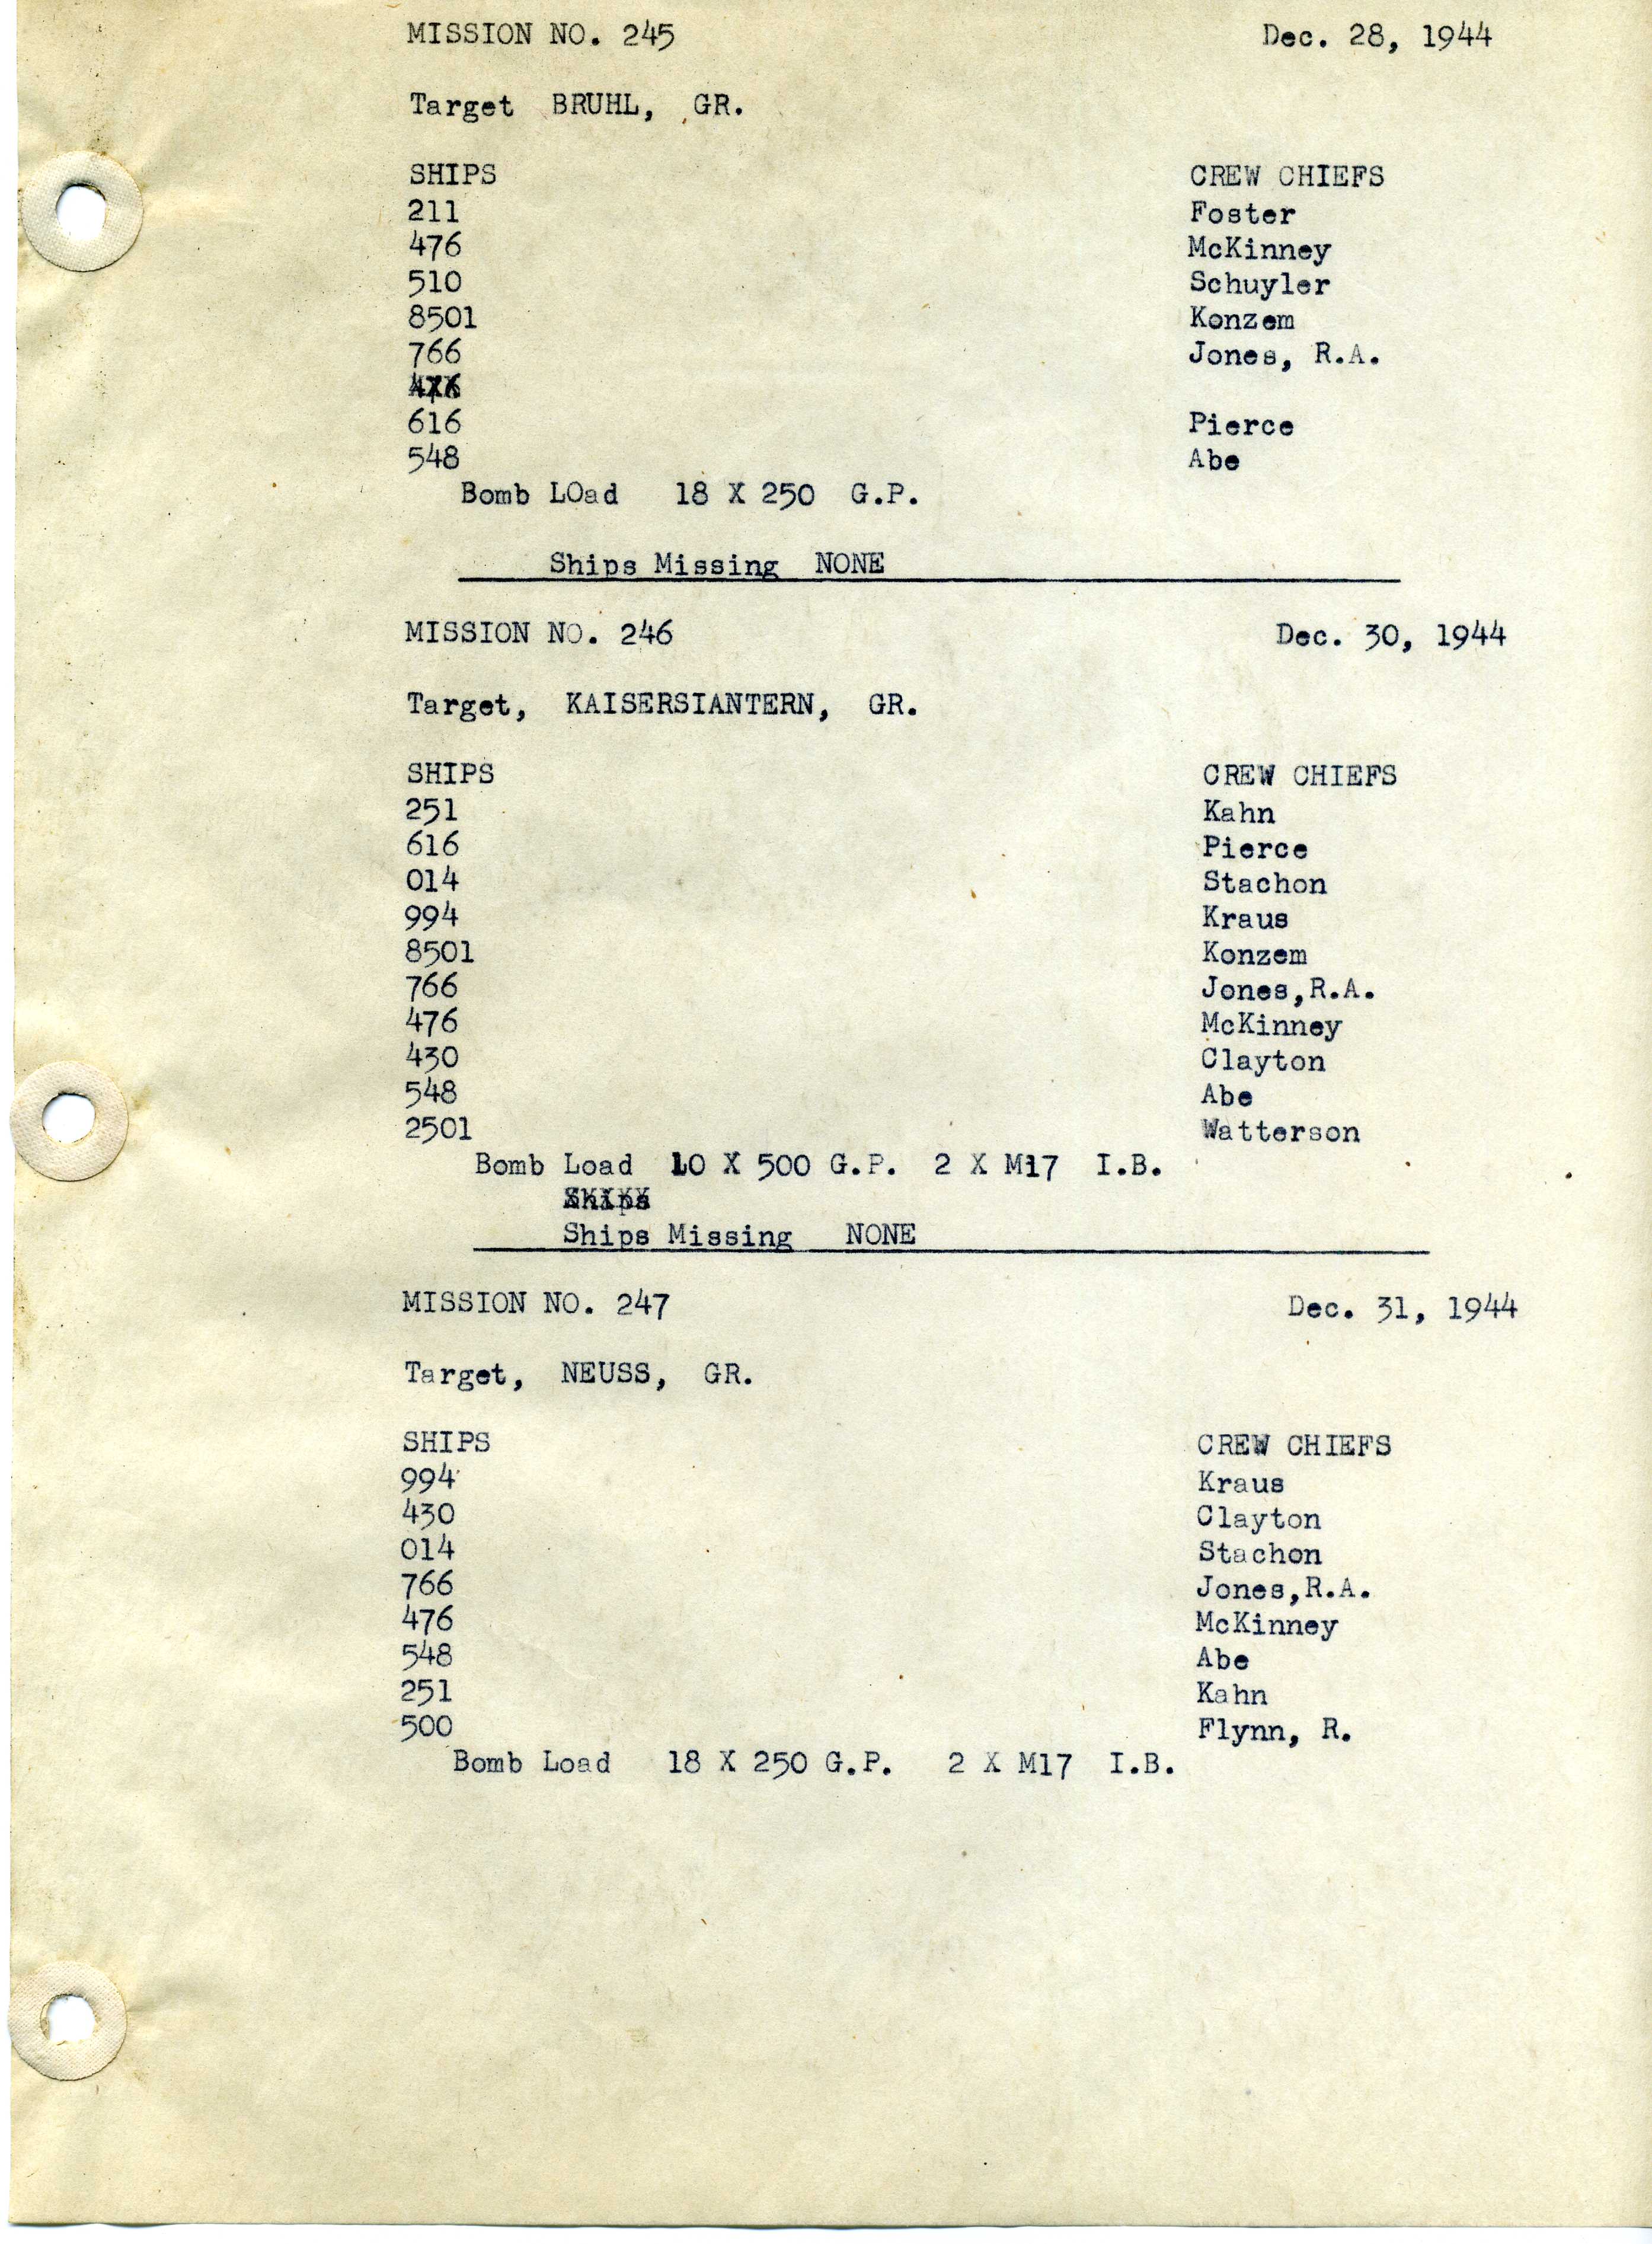 MISSION NO. 245 Dec. 28, 1944
Target BRUHL, GR.
SHIPS CREW CHIEFS
211 Foster
476 McKinney
510 Schuyler
8501 Konzem
766 Jones, R.A.
616 Pierce
548 Abe
Bomb LOad 18 X 250 G.P.
Ships Missing NONE
MISSION NO. 246 Dec. 30, 1944
Target, KAISERSIANTERN, GR.
SHIPS CREW CHIEFS
251 Kahn
616 Pierce
014 Stachon
994 Kraus
8501 Konzem
766 Jones,R.A.
476 McKinney
430 Clayton
548 Abe
2501 Watterson
Bomb Load 10 X 500 G.P. 2 X M17 I.B.
Ships
Ships Missing NONE
MISSION NO. 247 Dec. 31, 1944
Target, NEUSS, GR.
SHIPS CREW CHIEFS
994 Kraus
430 Clayton
014 Stachon
766 Jones,R.A.
476 McKinney
548 Abe
251 Kahn
500 Flynn, R.
Bomb Load 18 X 250 G.P. 2 X M17 I.B.